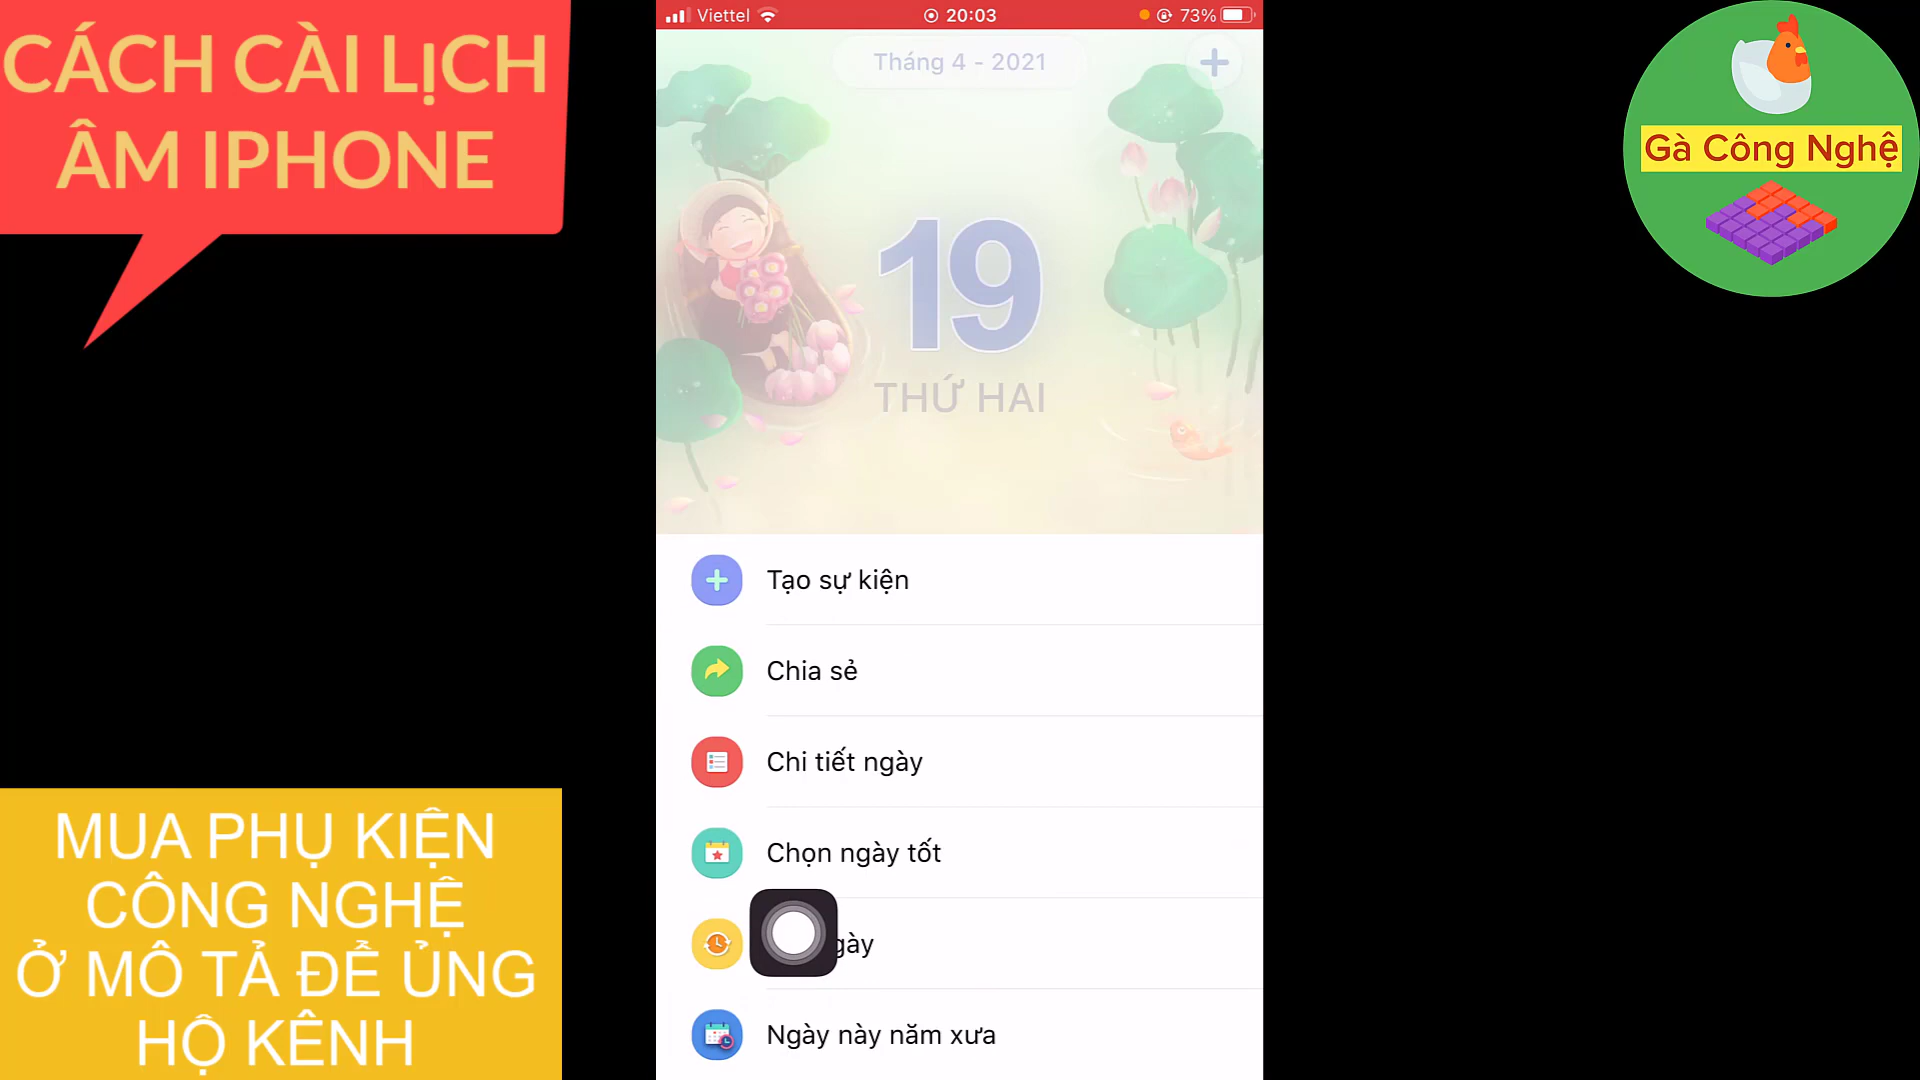 CÁCH CÀI LỊCH
ÂM IPHONE
Viettel
20:03
73%
Tháng 4 - 2021
19
THỨ HAI
Tạo sự kiện
Chia sẻ
Chi tiết ngày
Chọn ngày tốt
Ngày này năm xưa
Gà Công Nghệ
MUA PHỤ KIỆN
CÔNG NGHỆ
Ở MÔ TẢ ĐỂ ỦNG
HỘ KÊNH